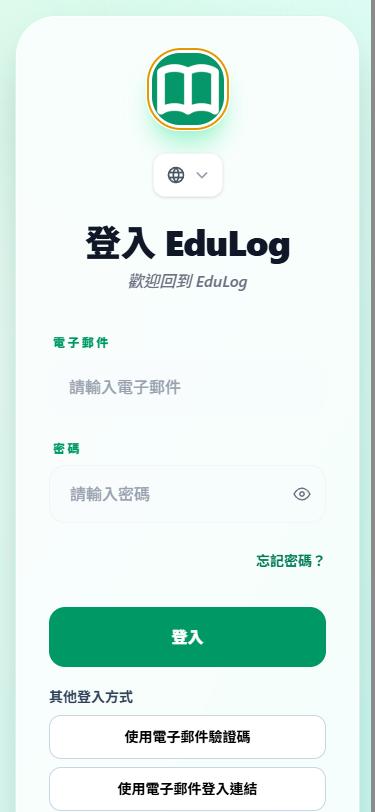 登入 EduLog
歡迎回到 EduLog
電子郵件
請輸入電子郵件
密碼
請輸入密碼
忘記密碼？
登入
其他登入方式
使用電子郵件驗證碼
使用電子郵件登入連結